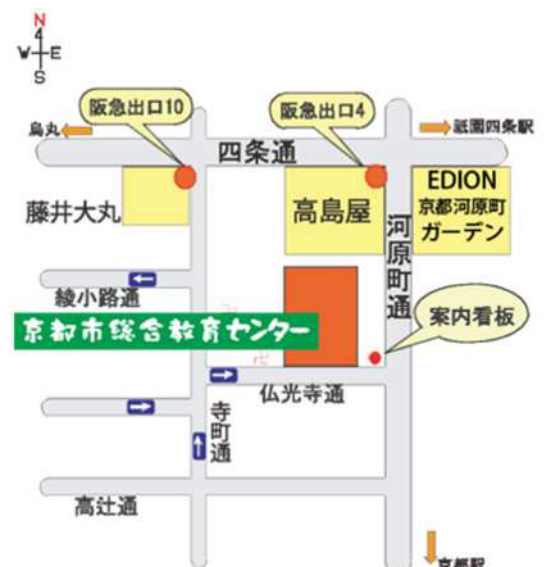 N
W E
S
阪急出口10
阪急出口4
烏丸
四条通
祇園四条駅
藤井大丸
高島屋
EDION
京都河原町
ガーデン
河原町通
綾小路通
京都市総合教育センター
案内看板
仏光寺通
寺町通
高辻通
京都駅